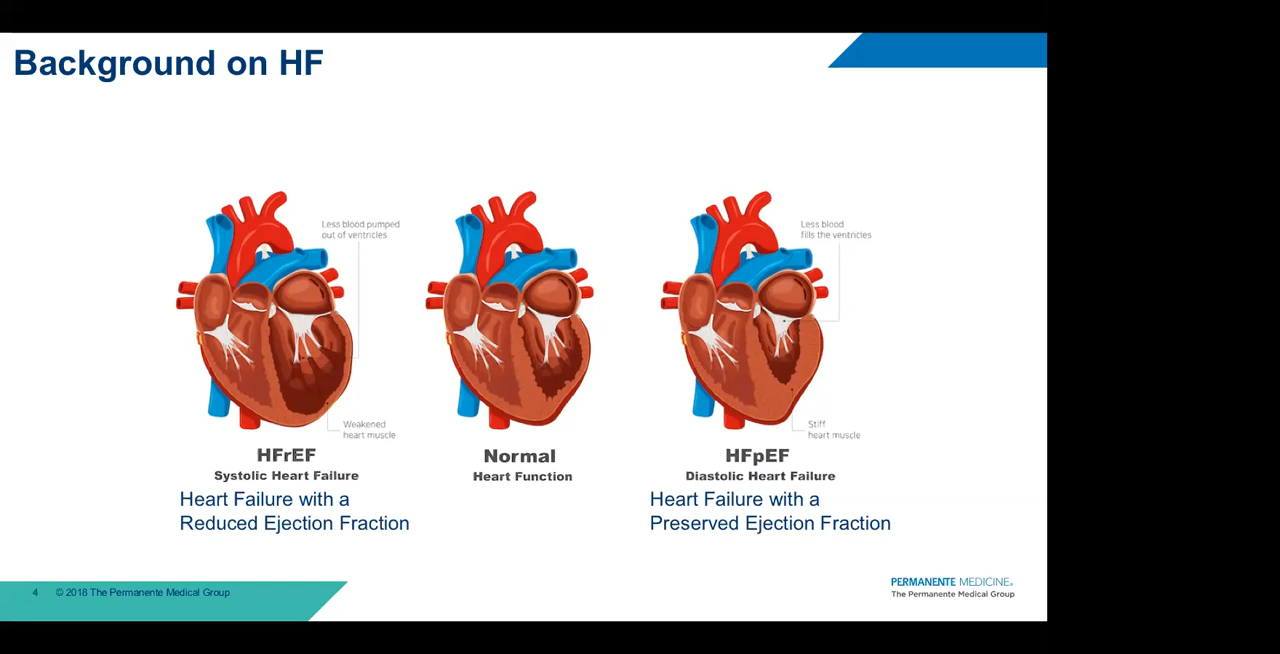 Background on HF
Less blood pumped
out of ventricles
Weakened
heart muscle
HFrEF
Systolic Heart Failure
Heart Failure with a
Reduced Ejection Fraction
Normal
Heart Function
Less blood
fills the ventricles
Stiff
heart muscle
HFpEF
Diastolic Heart Failure
Heart Failure with a
Preserved Ejection Fraction
4 © 2018 The Permanente Medical Group
PERMANENTE MEDICINE®
The Permanente Medical Group